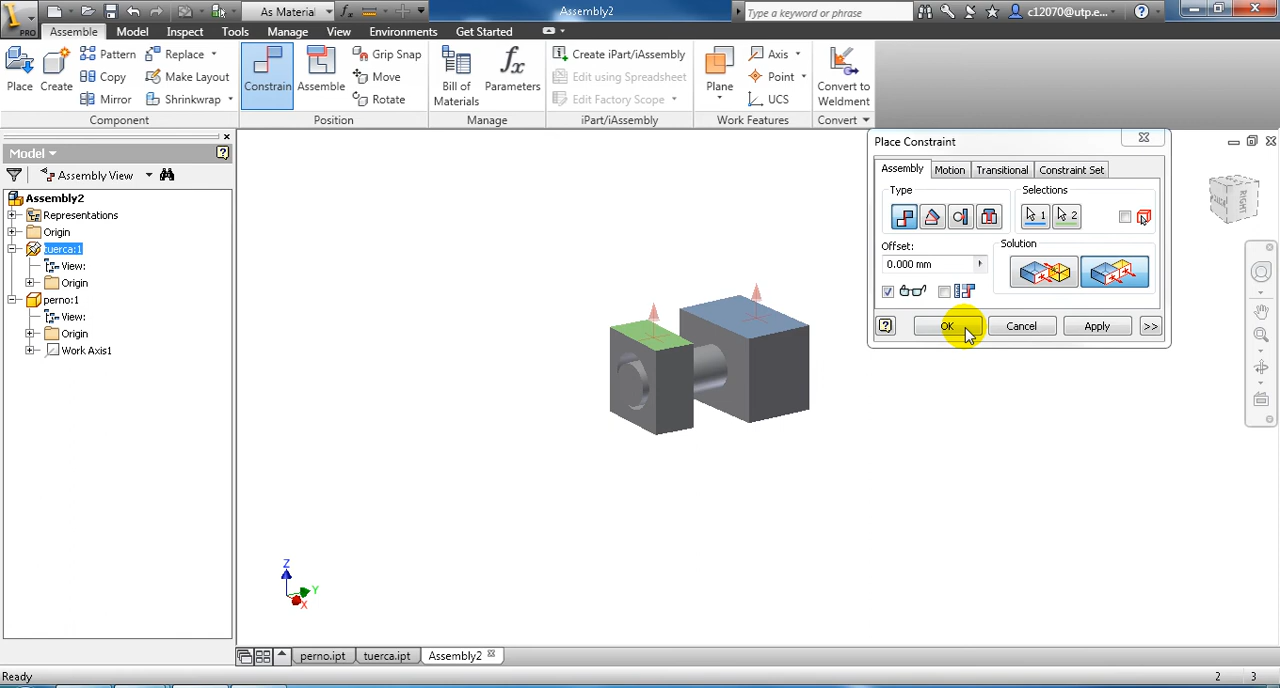 As Material
Assembly2
Type a keyword or phrase
c12070@utp.e...
PRO
Assemble Model Inspect Tools Manage View Environments Get Started
Place
Create
Pattern
Copy
Mirror
Replace
Make Layout
Shrinkwrap
Component
Constrain
Assemble
Grip Snap
Move
Rotate
Position
Bill of
Materials
Parameters
Manage
Create iPart/iAssembly
Edit using Spreadsheet
Edit Factory Scope
iPart/iAssembly
Plane
Axis
Point
UCS
Work Features
Convert to
Weldment
Convert
Model
Assembly View
Assembly2
Representations
Origin
tuerca:1
View:
Origin
perno:1
View:
Origin
Work Axis1
Place Constraint
Assembly Motion Transitional Constraint Set
Type
Selections
1 2
Offset:
0.000 mm
Solution
OK Cancel Apply >>
RIGHT
Z
Y
X
perno.ipt tuerca.ipt Assembly2
Ready
2 3